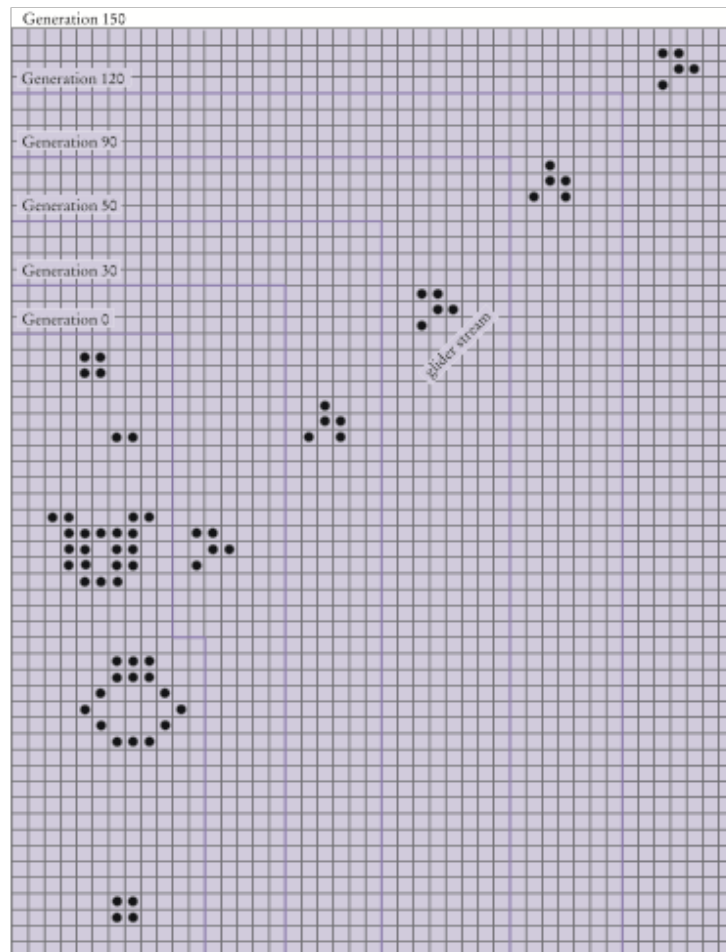 Generation 150
Generation 120
Generation 90
Generation 50
Generation 30
Generation 0
glider stream